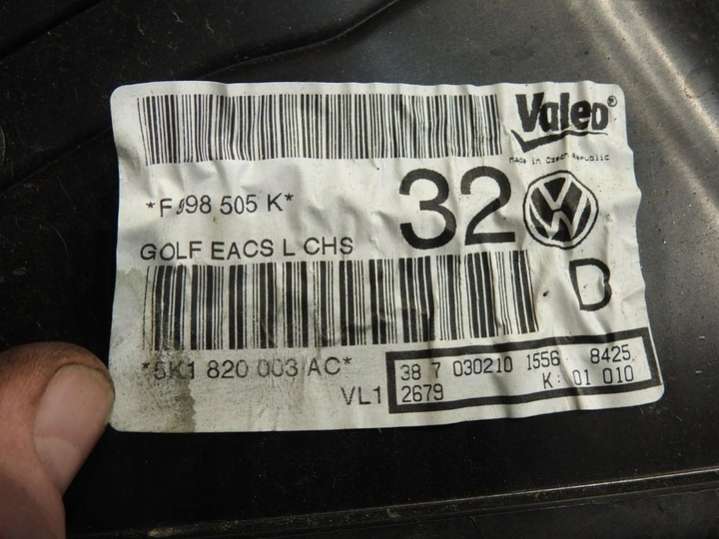 Valeo®
made in Czech Republic
*F998 505 K*
32
GOLF EACS L CHS
D
*5K1 820 003 AC*
VL1
38 7 030210 1556 8425
2679 K: 01 010